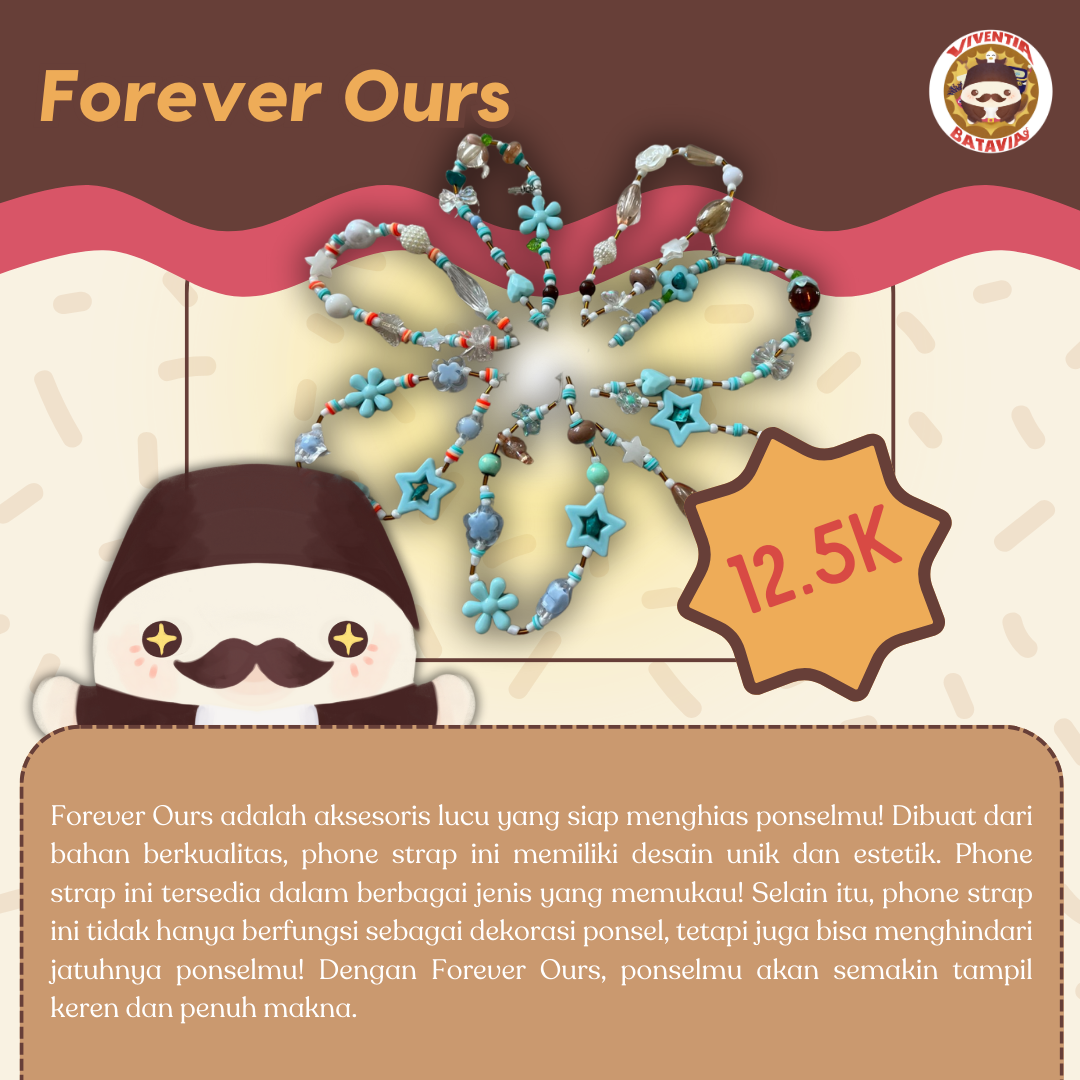 Forever Ours
VIVENTIA
BATAVIA
12.5K
Forever Ours adalah aksesoris lucu yang siap menghias ponselmu! Dibuat dari
bahan berkualitas, phone strap ini memiliki desain unik dan estetik. Phone
strap ini tersedia dalam berbagai jenis yang memukau! Selain itu, phone strap
ini tidak hanya berfungsi sebagai dekorasi ponsel, tetapi juga bisa menghindari
jatuhnya ponselmu! Dengan Forever Ours, ponselmu akan semakin tampil
keren dan penuh makna.